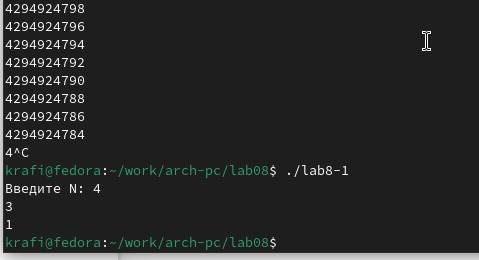 4294924798
4294924796
4294924794
4294924792
4294924790
4294924788
4294924786
4294924784
4^C
krafi@fedora:~/work/arch-pc/lab08$ ./lab8-1
Введите N: 4
3
1
krafi@fedora:~/work/arch-pc/lab08$